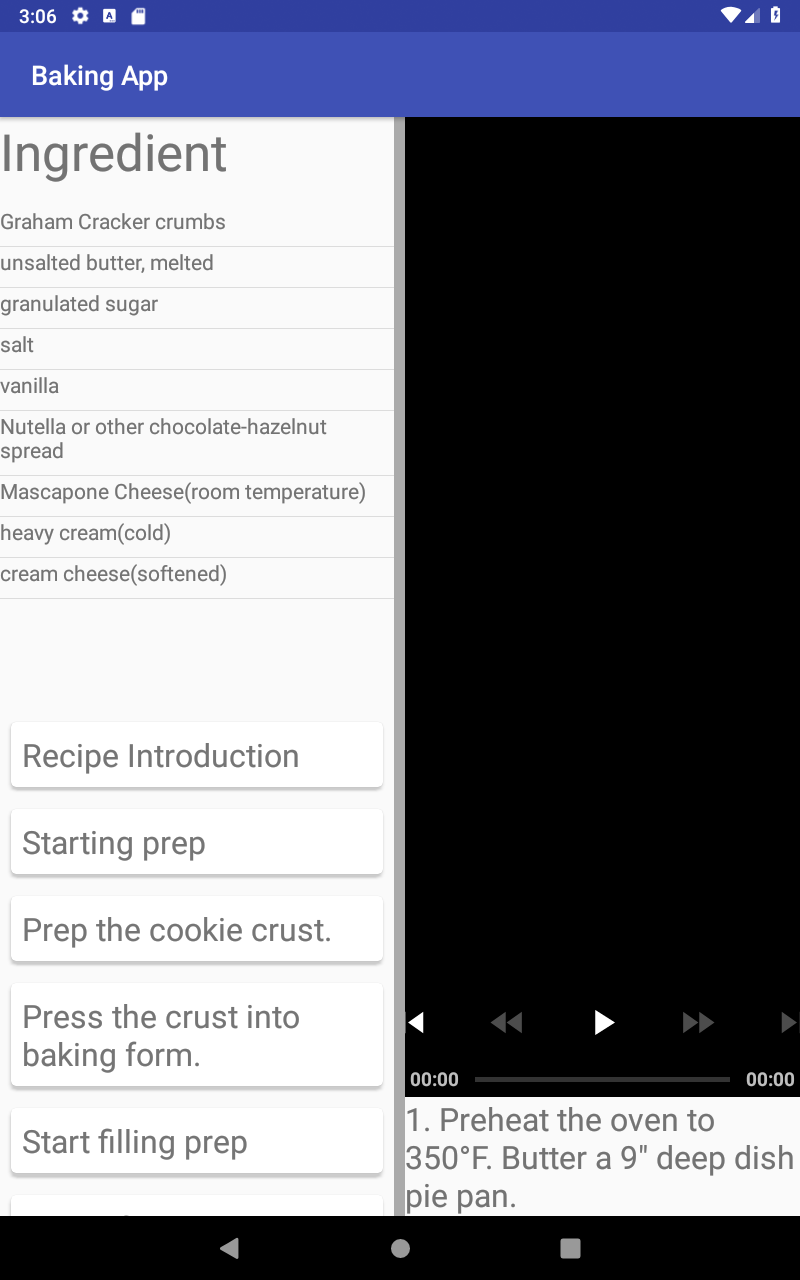 3:06
Baking App
Ingredient
Graham Cracker crumbs
unsalted butter, melted
granulated sugar
salt
vanilla
Nutella or other chocolate-hazelnut
spread
Mascapone Cheese(room temperature)
heavy cream(cold)
cream cheese(softened)
Recipe Introduction
Starting prep
Prep the cookie crust.
Press the crust into
baking form.
Start filling prep
00:00
00:00
1. Preheat the oven to
350°F. Butter a 9" deep dish
pie pan.